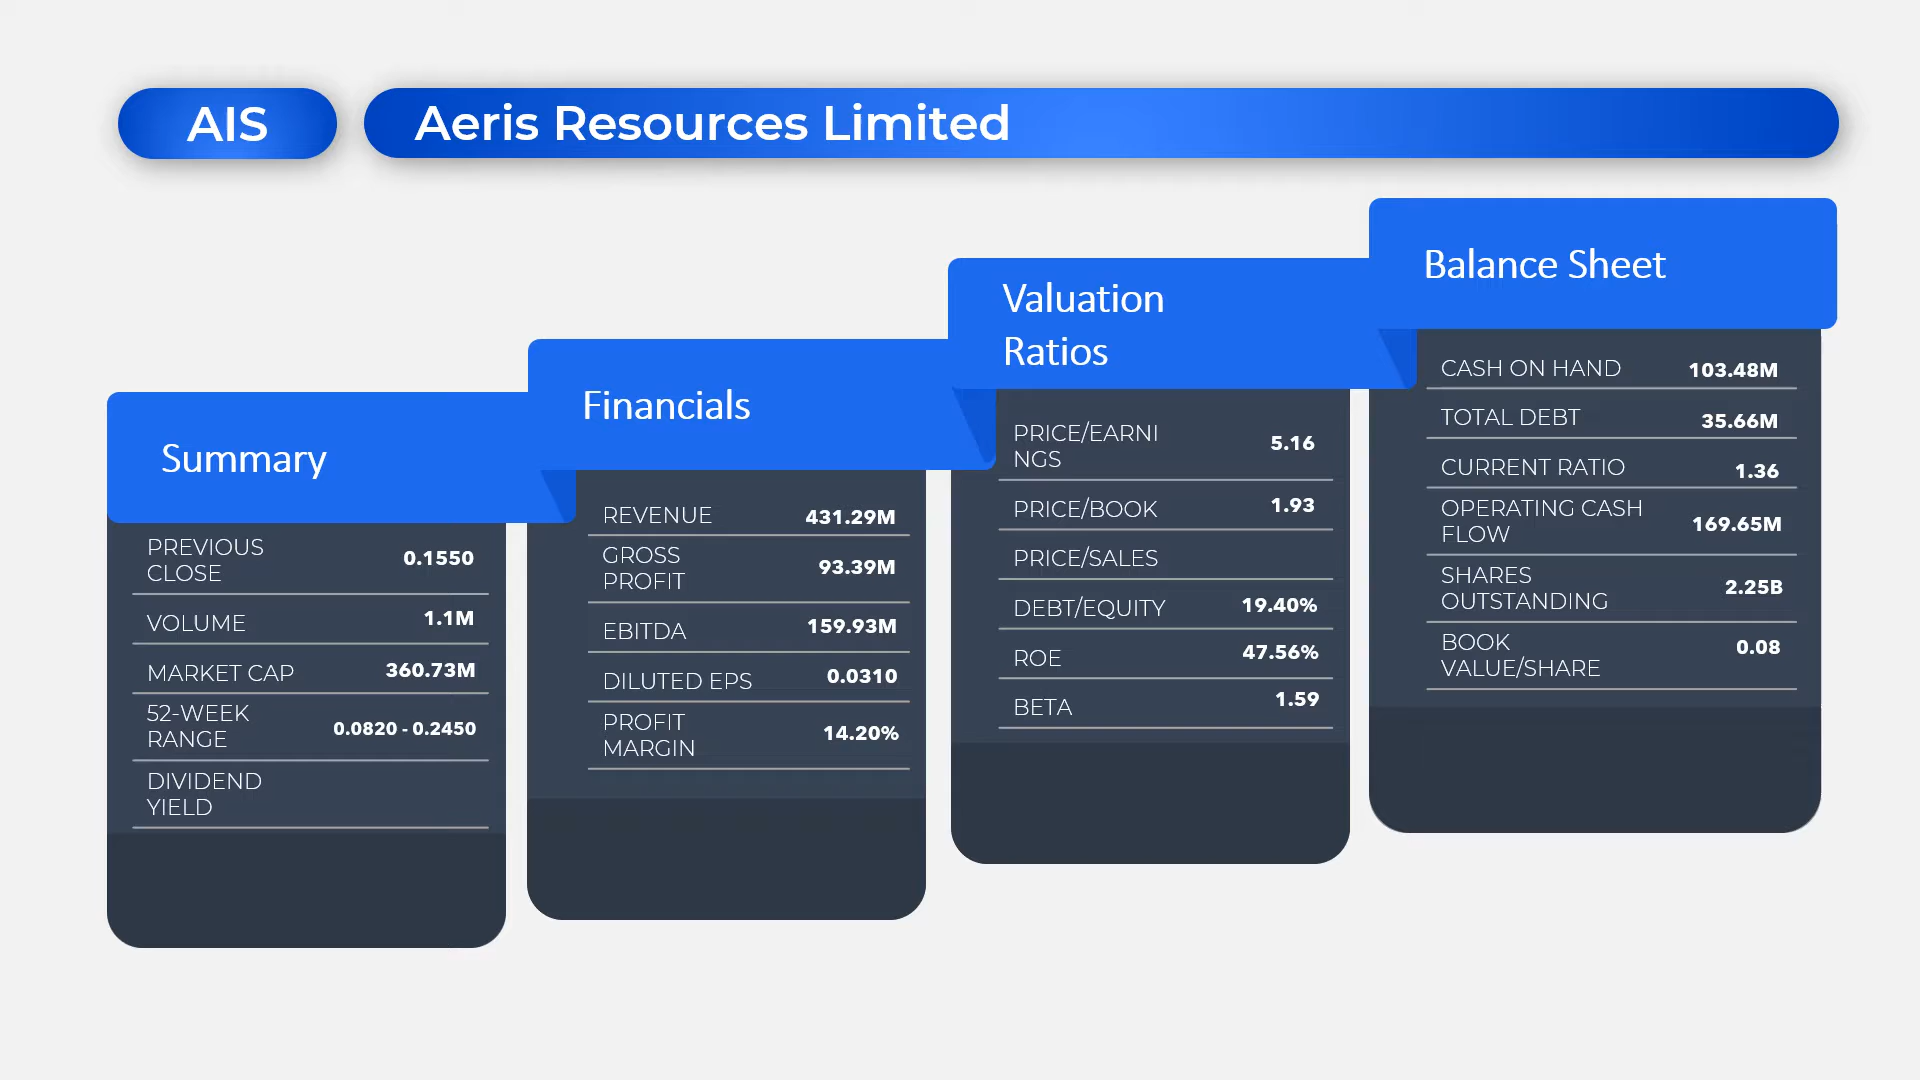 AIS
Aeris Resources Limited
Summary
PREVIOUS
CLOSE
0.1550
VOLUME
1.1M
MARKET CAP
360.73M
52-WEEK
RANGE
0.0820 - 0.2450
DIVIDEND
YIELD
Financials
REVENUE
431.29M
GROSS
PROFIT
93.39M
EBITDA
159.93M
DILUTED EPS
0.0310
PROFIT
MARGIN
14.20%
Valuation
Ratios
PRICE/EARNI
NGS
5.16
PRICE/BOOK
1.93
PRICE/SALES
DEBT/EQUITY
19.40%
ROE
47.56%
BETA
1.59
Balance Sheet
CASH ON HAND
103.48M
TOTAL DEBT
35.66M
CURRENT RATIO
1.36
OPERATING CASH
FLOW
169.65M
SHARES
OUTSTANDING
2.25B
BOOK
VALUE/SHARE
0.08